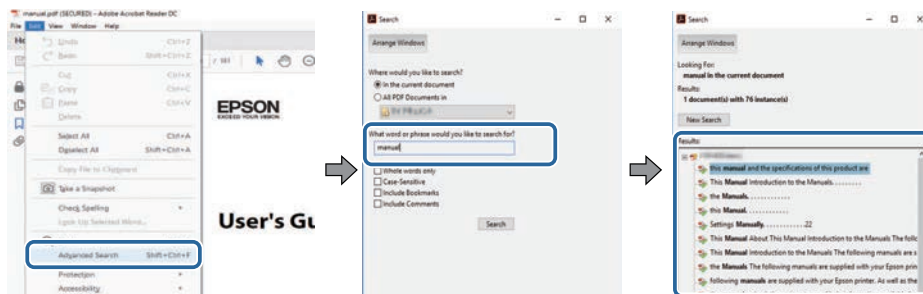 manual.pdf (SECURED) - Adobe Acrobat Reader DC
File Edit View Window Help
Undo Ctrl+Z
Redo Shift+Ctrl+Z
Cut Ctrl+X
Copy Ctrl+C
Paste Ctrl+V
Delete
Select All Ctrl+A
Deselect All Shift+Ctrl+A
Copy File to Clipboard
Take a Snapshot
Check Spelling
Look Up Selected Word...
Advanced Search Shift+Ctrl+F
Protection
Accessibility
/ 161
EPSON
EXCEED YOUR VISION
User's Gu
Search
Arrange Windows
Where would you like to search?
In the current document
All PDF Documents in
What word or phrase would you like to search for?
manual
Whole words only
Case-Sensitive
Include Bookmarks
Include Comments
Search
Search
Arrange Windows
Looking For:
manual in the current document
Results:
1 document(s) with 76 instance(s)
New Search
Results:
this manual and the specifications of this product are
This Manual Introduction to the Manuals. . . . . . . . .
the Manuals. . . . . . . . . . . . .
this Manual. . . . . . . . . . . . .
Settings Manually. . . . . . . . . . . . .22
This Manual About This Manual Introduction to the Manuals The follo
This Manual Introduction to the Manuals The following manuals are s
the Manuals The following manuals are supplied with your Epson prin
following manuals are supplied with your Epson printer. As well as the